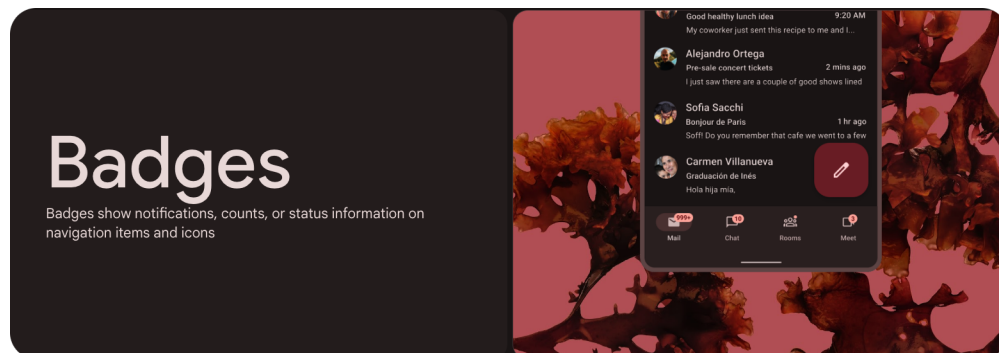 Badges
Badges show notifications, counts, or status information on
navigation items and icons
Good healthy lunch idea 9:20 AM
My coworker just sent this recipe to me and I...
Alejandro Ortega
Pre-sale concert tickets 2 mins ago
I just saw there are a couple of good shows lined
Sofia Sacchi
Bonjour de Paris 1 hr ago
Soff! Do you remember that cafe we went to a few
Carmen Villanueva
Graduación de Inés
Hola hija mia,
999+ 10 3
Mail Chat Rooms Meet